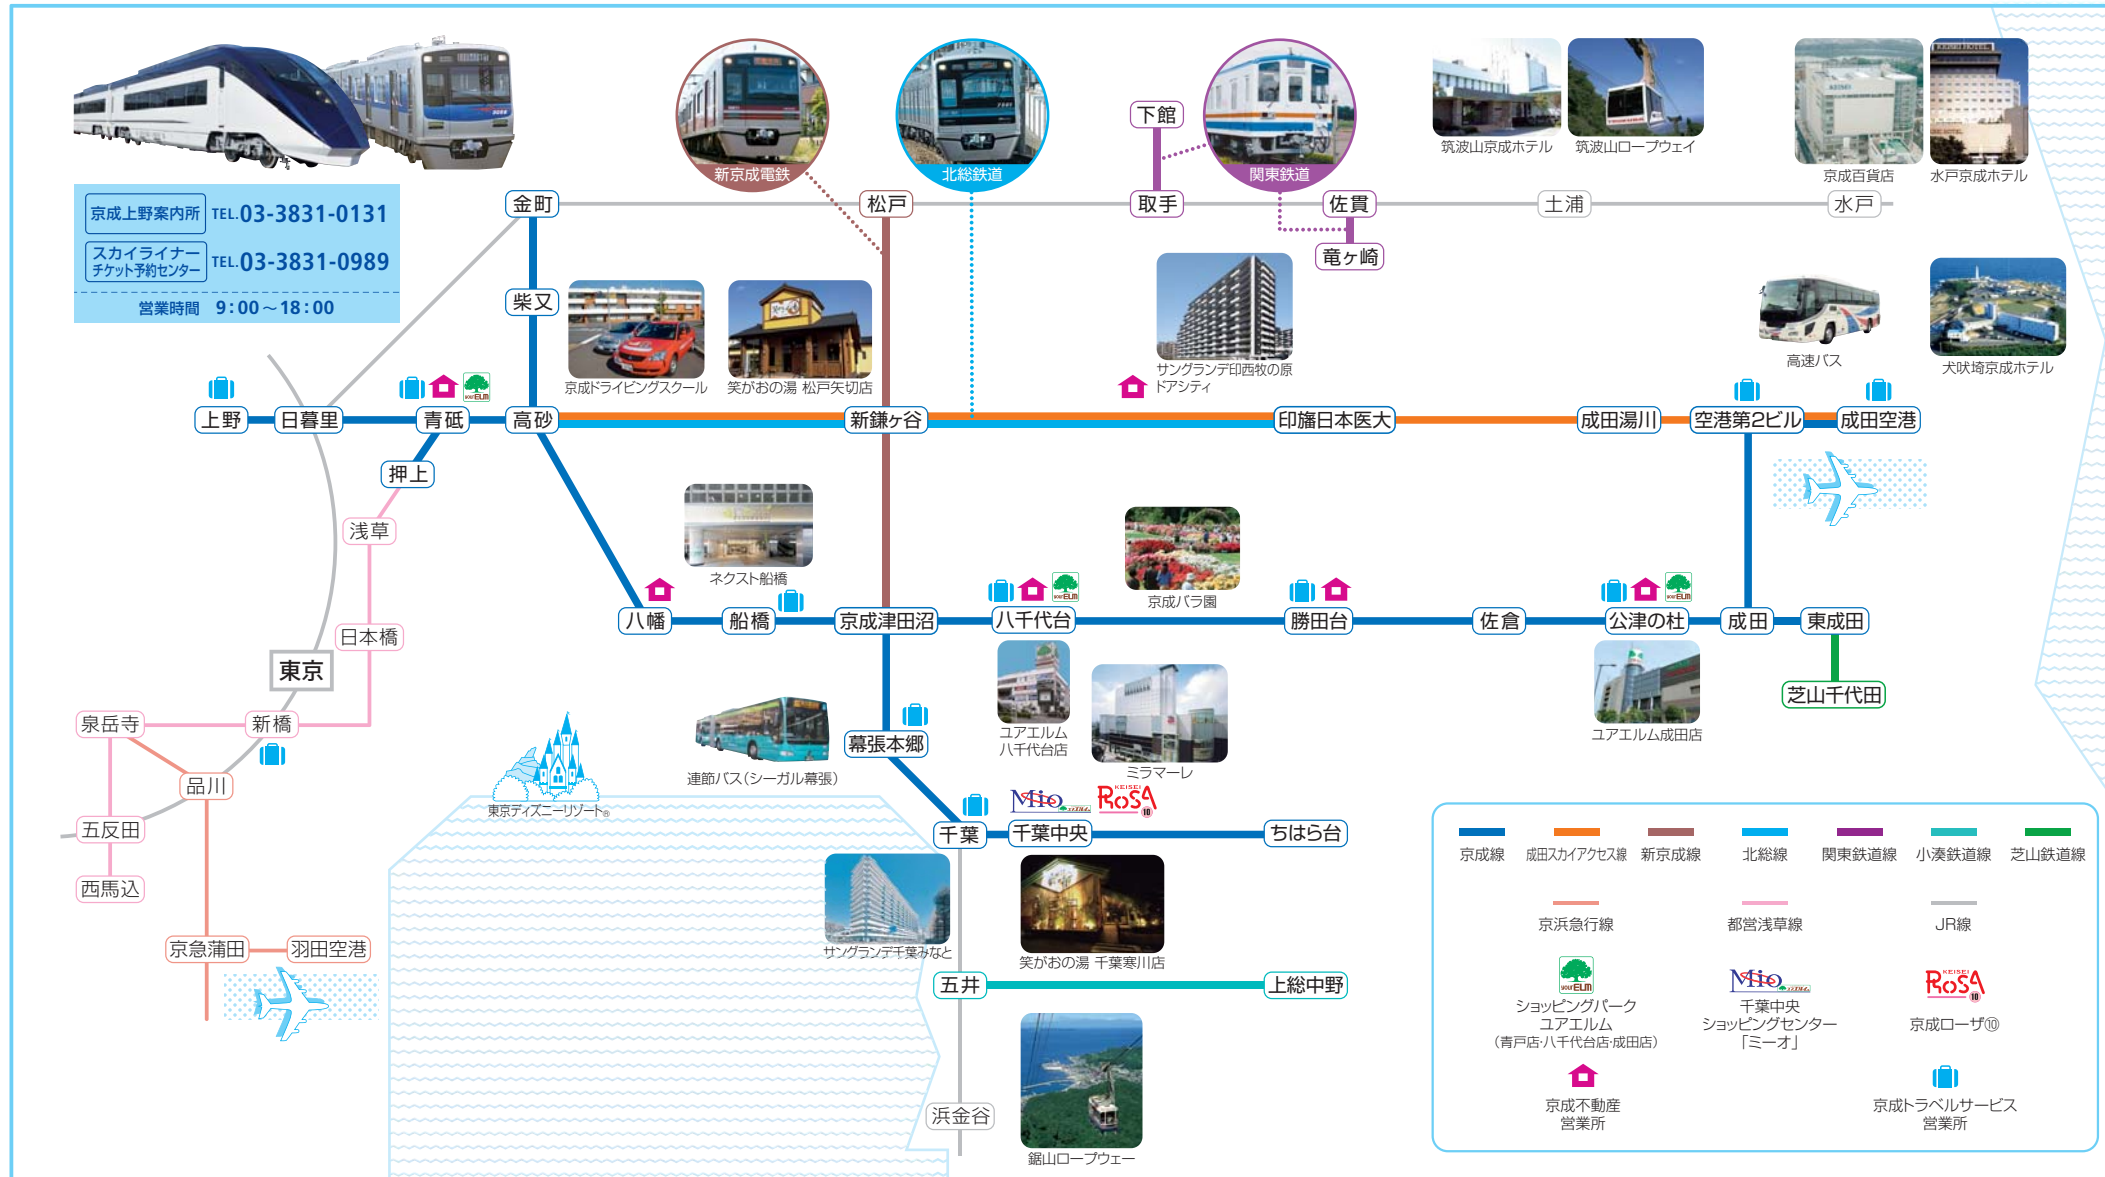 新京成電鉄
北総鉄道
関東鉄道
下館
筑波山京成ホテル
筑波山ロープウェイ
京成百貨店
水戸京成ホテル
京成上野案内所 TEL.03-3831-0131
スカイライナー
チケット予約センター TEL.03-3831-0989
営業時間 9:00~18:00
金町
松戸
取手
佐貫
土浦
水戸
竜ヶ崎
柴又
京成ドライビングスクール
笑がおの湯 松戸矢切店
サングランデ印西牧の原
ドアシティ
高速バス
犬吠埼京成ホテル
your ELM
上野
日暮里
青砥
高砂
新鎌ヶ谷
印旛日本医大
成田湯川
空港第2ビル
成田空港
押上
浅草
ネクスト船橋
京成バラ園
your ELM
your ELM
八幡
船橋
京成津田沼
八千代台
勝田台
佐倉
公津の杜
成田
東成田
日本橋
東京
芝山千代田
泉岳寺
新橋
幕張本郷
ユアエルム
八千代台店
ミラマーレ
ユアエルム成田店
連節バス(シーガル幕張)
品川
東京ディズニーリゾート®
Mio
KEISEI
RoSA
10
五反田
千葉
千葉中央
ちはら台
西馬込
サングランデ千葉みなと
笑がおの湯 千葉寒川店
京急蒲田
羽田空港
五井
上総中野
浜金谷
鋸山ロープウェー
京成線
成田スカイアクセス線
新京成線
北総線
関東鉄道線
小湊鉄道線
芝山鉄道線
京浜急行線
都営浅草線
JR線
your ELM
ショッピングパーク
ユアエルム
(青戸店・八千代台店・成田店)
Mio
千葉中央
ショッピングセンター
「ミーオ」
KEISEI
RoSA
10
京成ローザ⑩
京成不動産
営業所
京成トラベルサービス
営業所